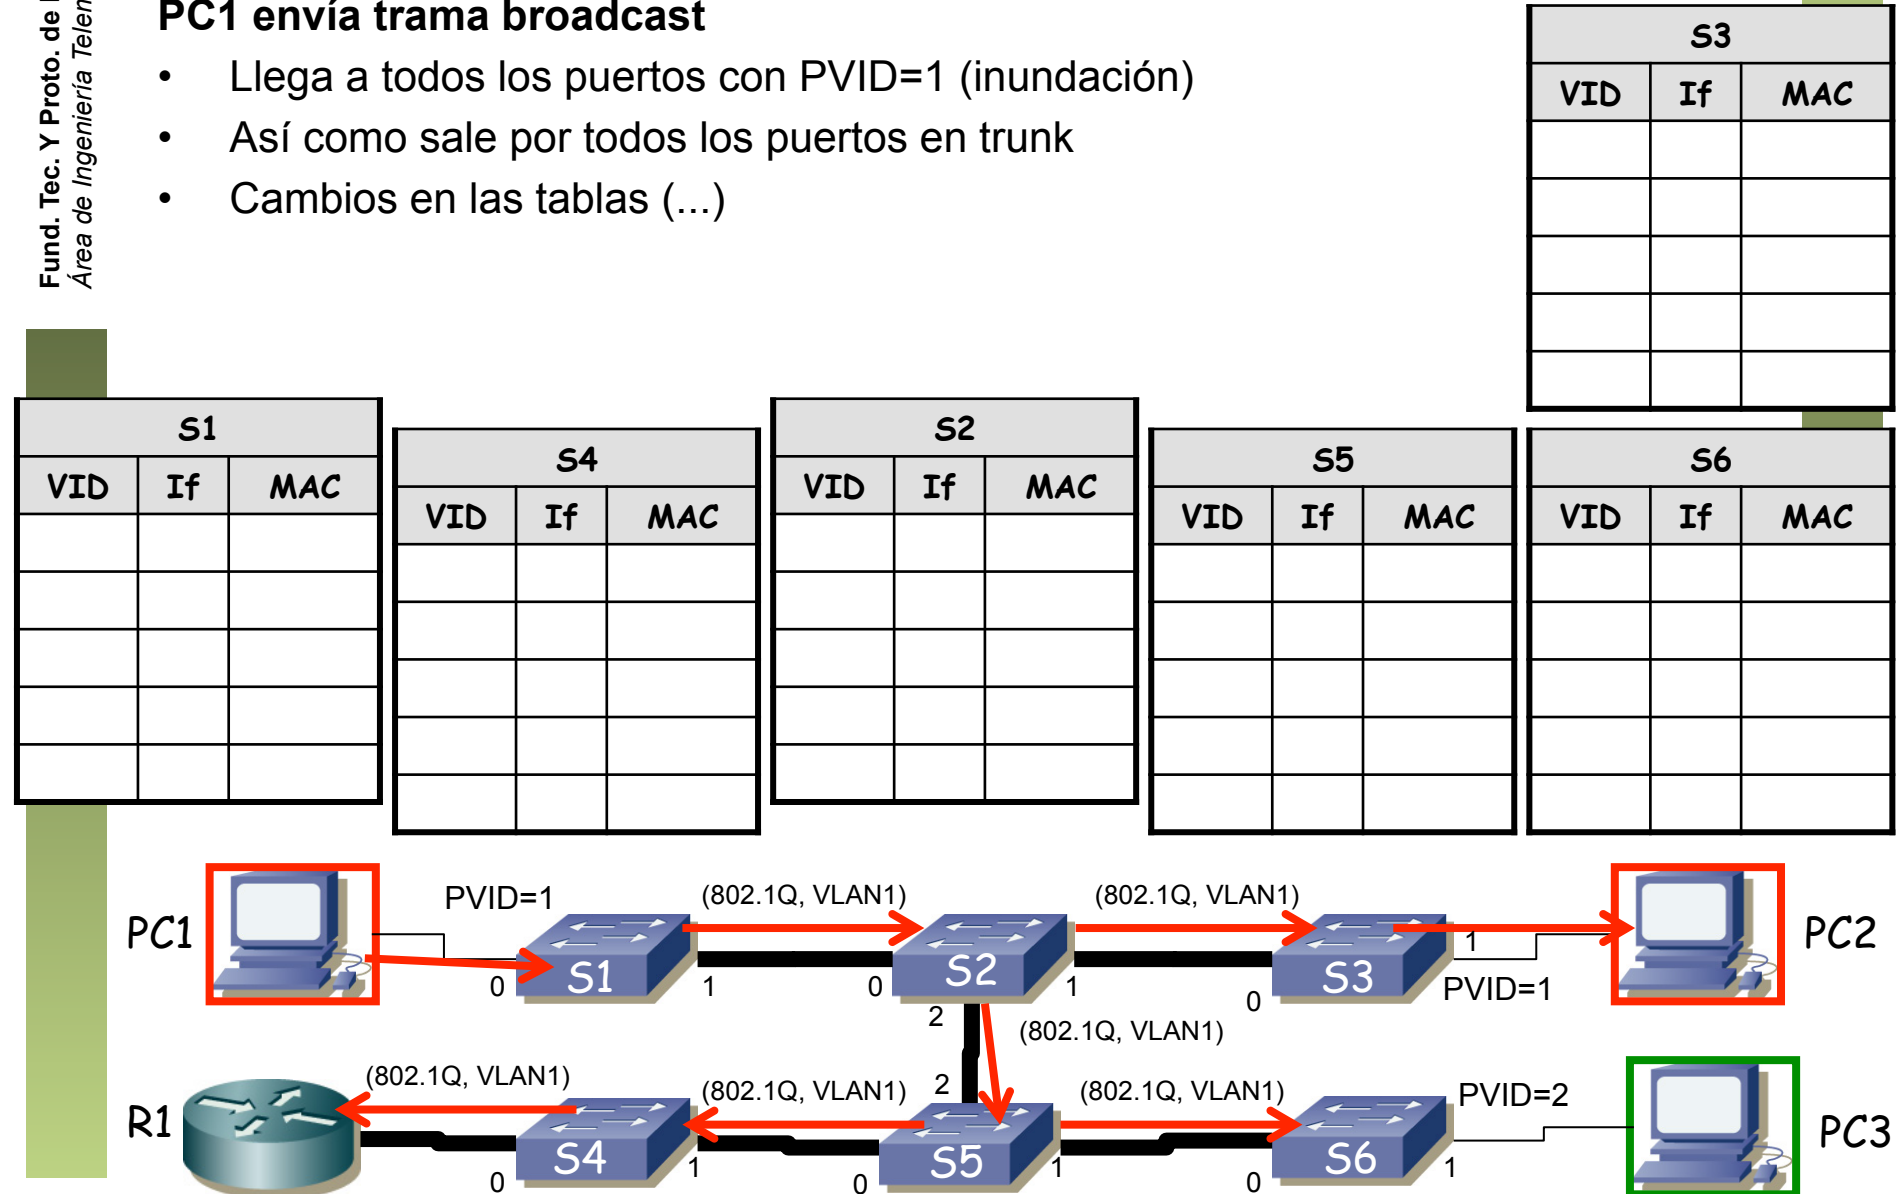 Fund. Tec. Y Proto. de
Área de Ingeniería
PC1 envía trama broadcast
• Llega a todos los puertos con PVID=1 (inundación)
• Así como sale por todos los puertos en trunk
• Cambios en las tablas (...)
S3
VID If MAC
S1
VID If MAC
S4
VID If MAC
S2
VID If MAC
S5
VID If MAC
S6
VID If MAC
PC1
PVID=1
0
S1
1
(802.1Q, VLAN1)
0
S2
1
2
(802.1Q, VLAN1)
0
S3
1
PVID=1
PC2
(802.1Q, VLAN1)
R1
(802.1Q, VLAN1)
0
S4
1
(802.1Q, VLAN1)
2
0
S5
1
(802.1Q, VLAN1)
0
S6
1
PVID=2
PC3